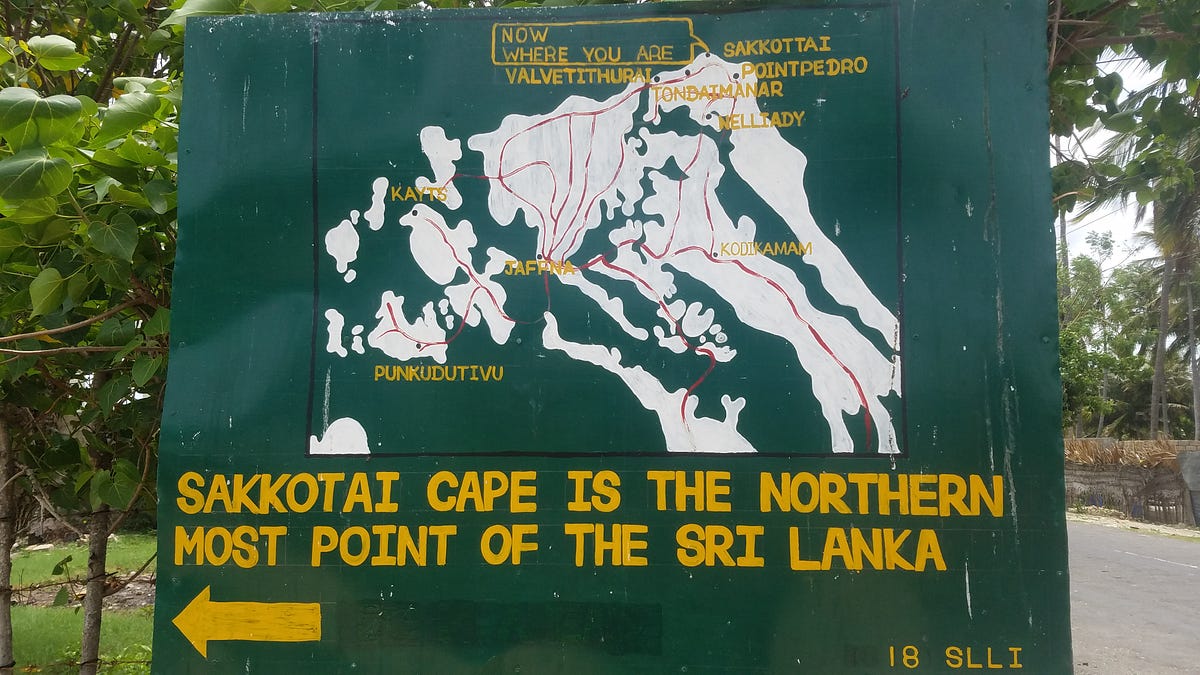 NOW
WHERE YOU ARE
SAKKOTTAI
VALVETITHURAI
POINTPEDRO
TONDAIMANAR
NELLIADY
KAYTS
KODIKAMAM
JAFFNA
PUNKUDUTIVU
SAKKOTAI CAPE IS THE NORTHERN
MOST POINT OF THE SRI LANKA
18 SLLI